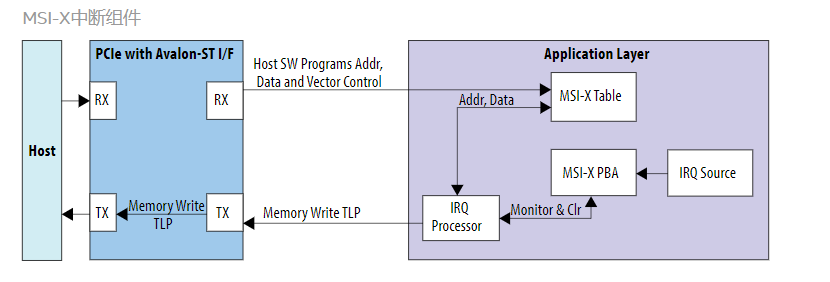 MSI-X中断组件
PCIe with Avalon-ST I/F
Application Layer
Host SW Programs Addr,
Data and Vector Control
RX
RX
Addr, Data
MSI-X Table
Host
MSI-X PBA
IRQ Source
TX
Memory Write
TLP
TX
Memory Write TLP
IRQ
Processor
Monitor & Clr